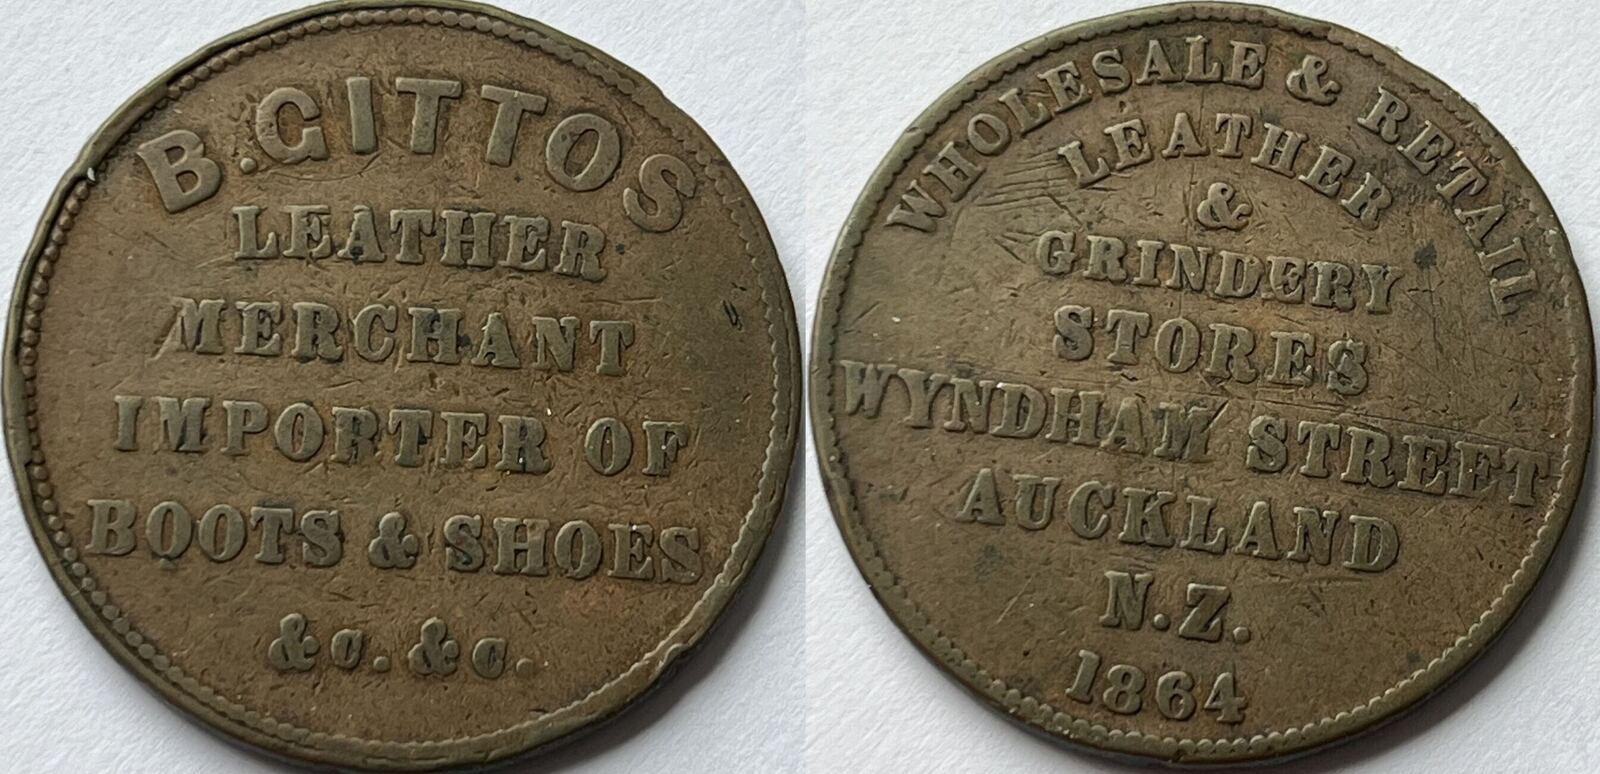 B. GITTOS
LEATHER
MERCHANT
IMPORTER OF
BOOTS & SHOES
&c. &c.
WHOLESALE & RETAIL
LEATHER
&
GRINDERY
STORES
WYNDHAM STREET
AUCKLAND
N.Z.
1864